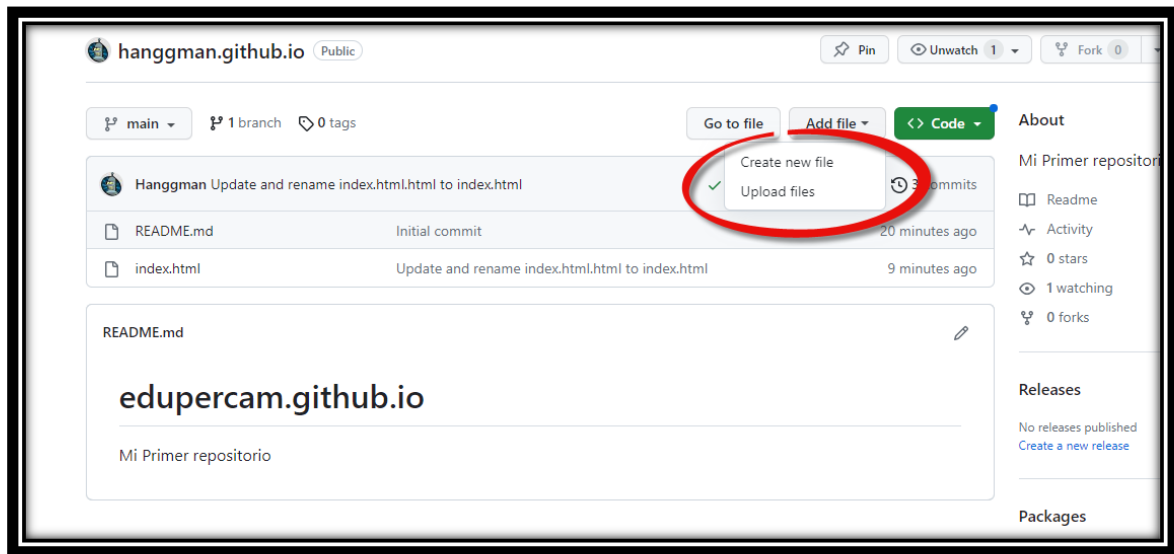 hanggman.github.io Public
Pin
Unwatch 1
Fork 0
main
1 branch
0 tags
Go to file
Add file
<> Code
Create new file
Upload files
Hanggman Update and rename index.html.html to index.html
3 commits
README.md Initial commit 20 minutes ago
index.html Update and rename index.html.html to index.html 9 minutes ago
README.md
edupercam.github.io
Mi Primer repositorio
About
Mi Primer repositori
Readme
Activity
0 stars
1 watching
0 forks
Releases
No releases published
Create a new release
Packages